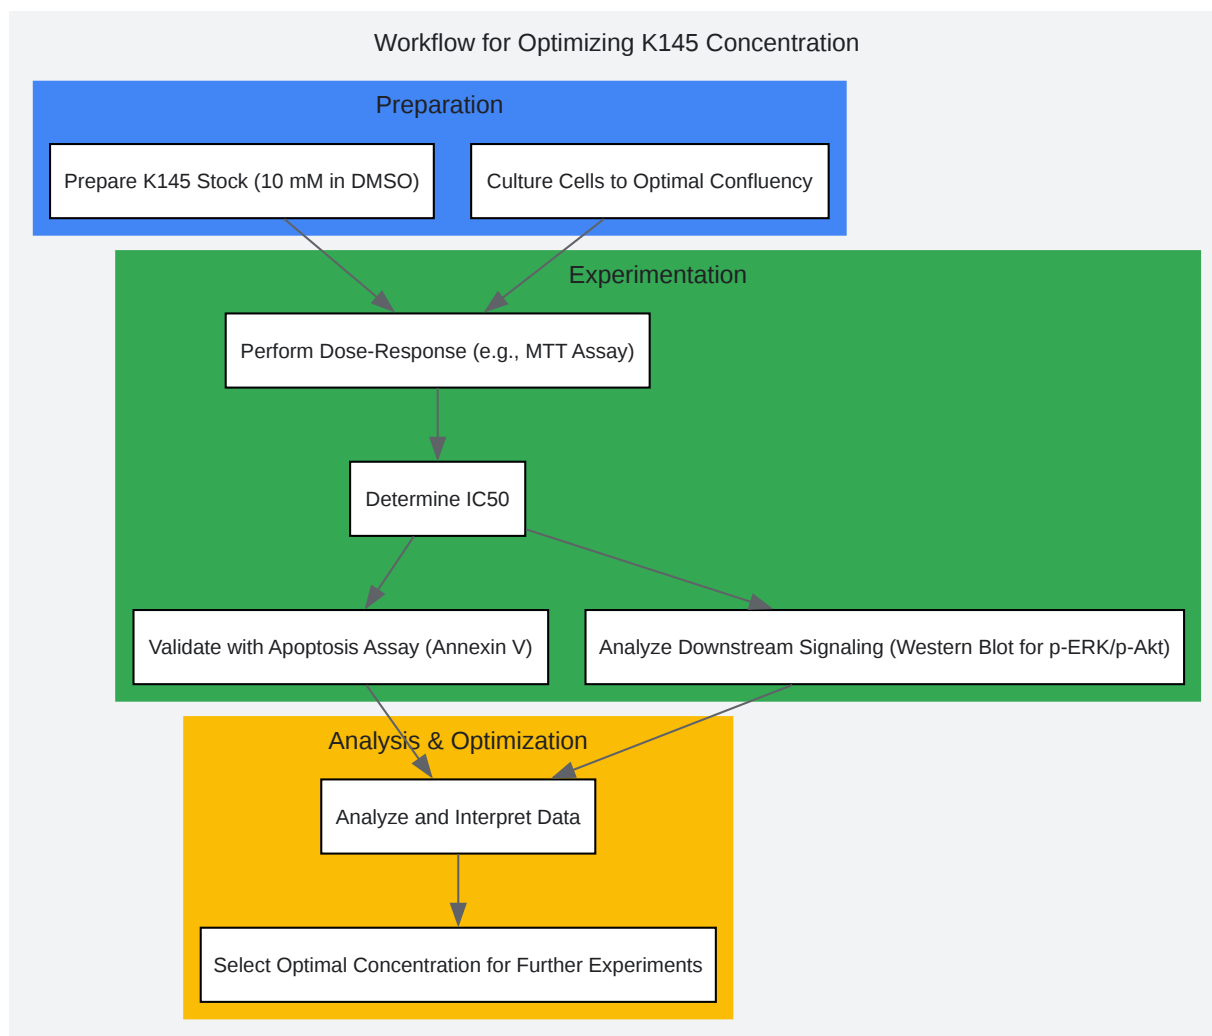 Workflow for Optimizing K145 Concentration
Preparation
Prepare K145 Stock (10 mM in DMSO)
Culture Cells to Optimal Confluency
Experimentation
Perform Dose-Response (e.g., MTT Assay)
Determine IC50
Validate with Apoptosis Assay (Annexin V)
Analyze Downstream Signaling (Western Blot for p-ERK/p-Akt)
Analysis & Optimization
Analyze and Interpret Data
Select Optimal Concentration for Further Experiments